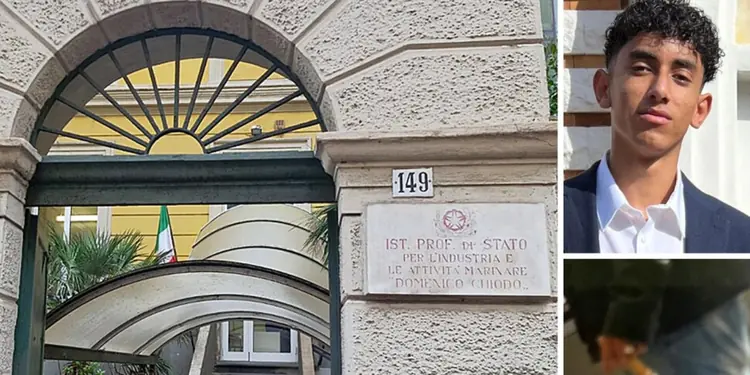 149
IST. PROF. DI STATO
PER L'INDUSTRIA E
LE ATTIVITÀ MARINARE
DOMENICO CHIODO